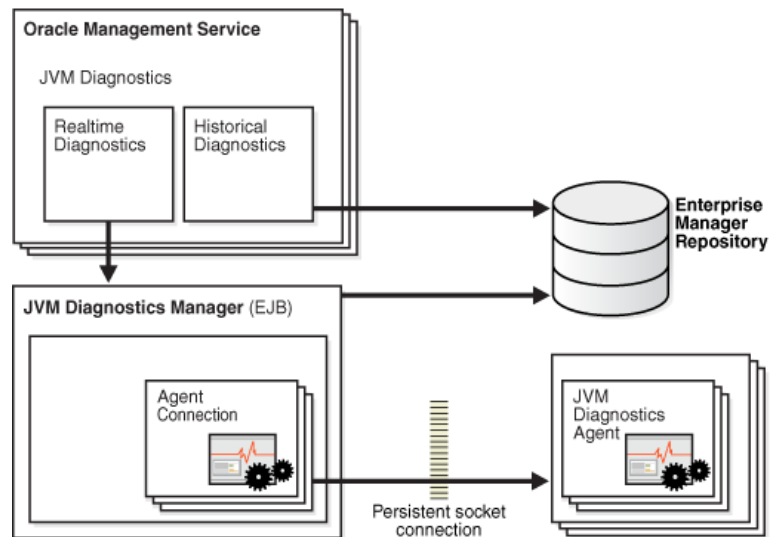 Oracle Management Service
JVM Diagnostics
Realtime
Diagnostics
Historical
Diagnostics
Enterprise
Manager
Repository
JVM Diagnostics Manager (EJB)
Agent
Connection
JVM
Diagnostics
Agent
Persistent socket
connection